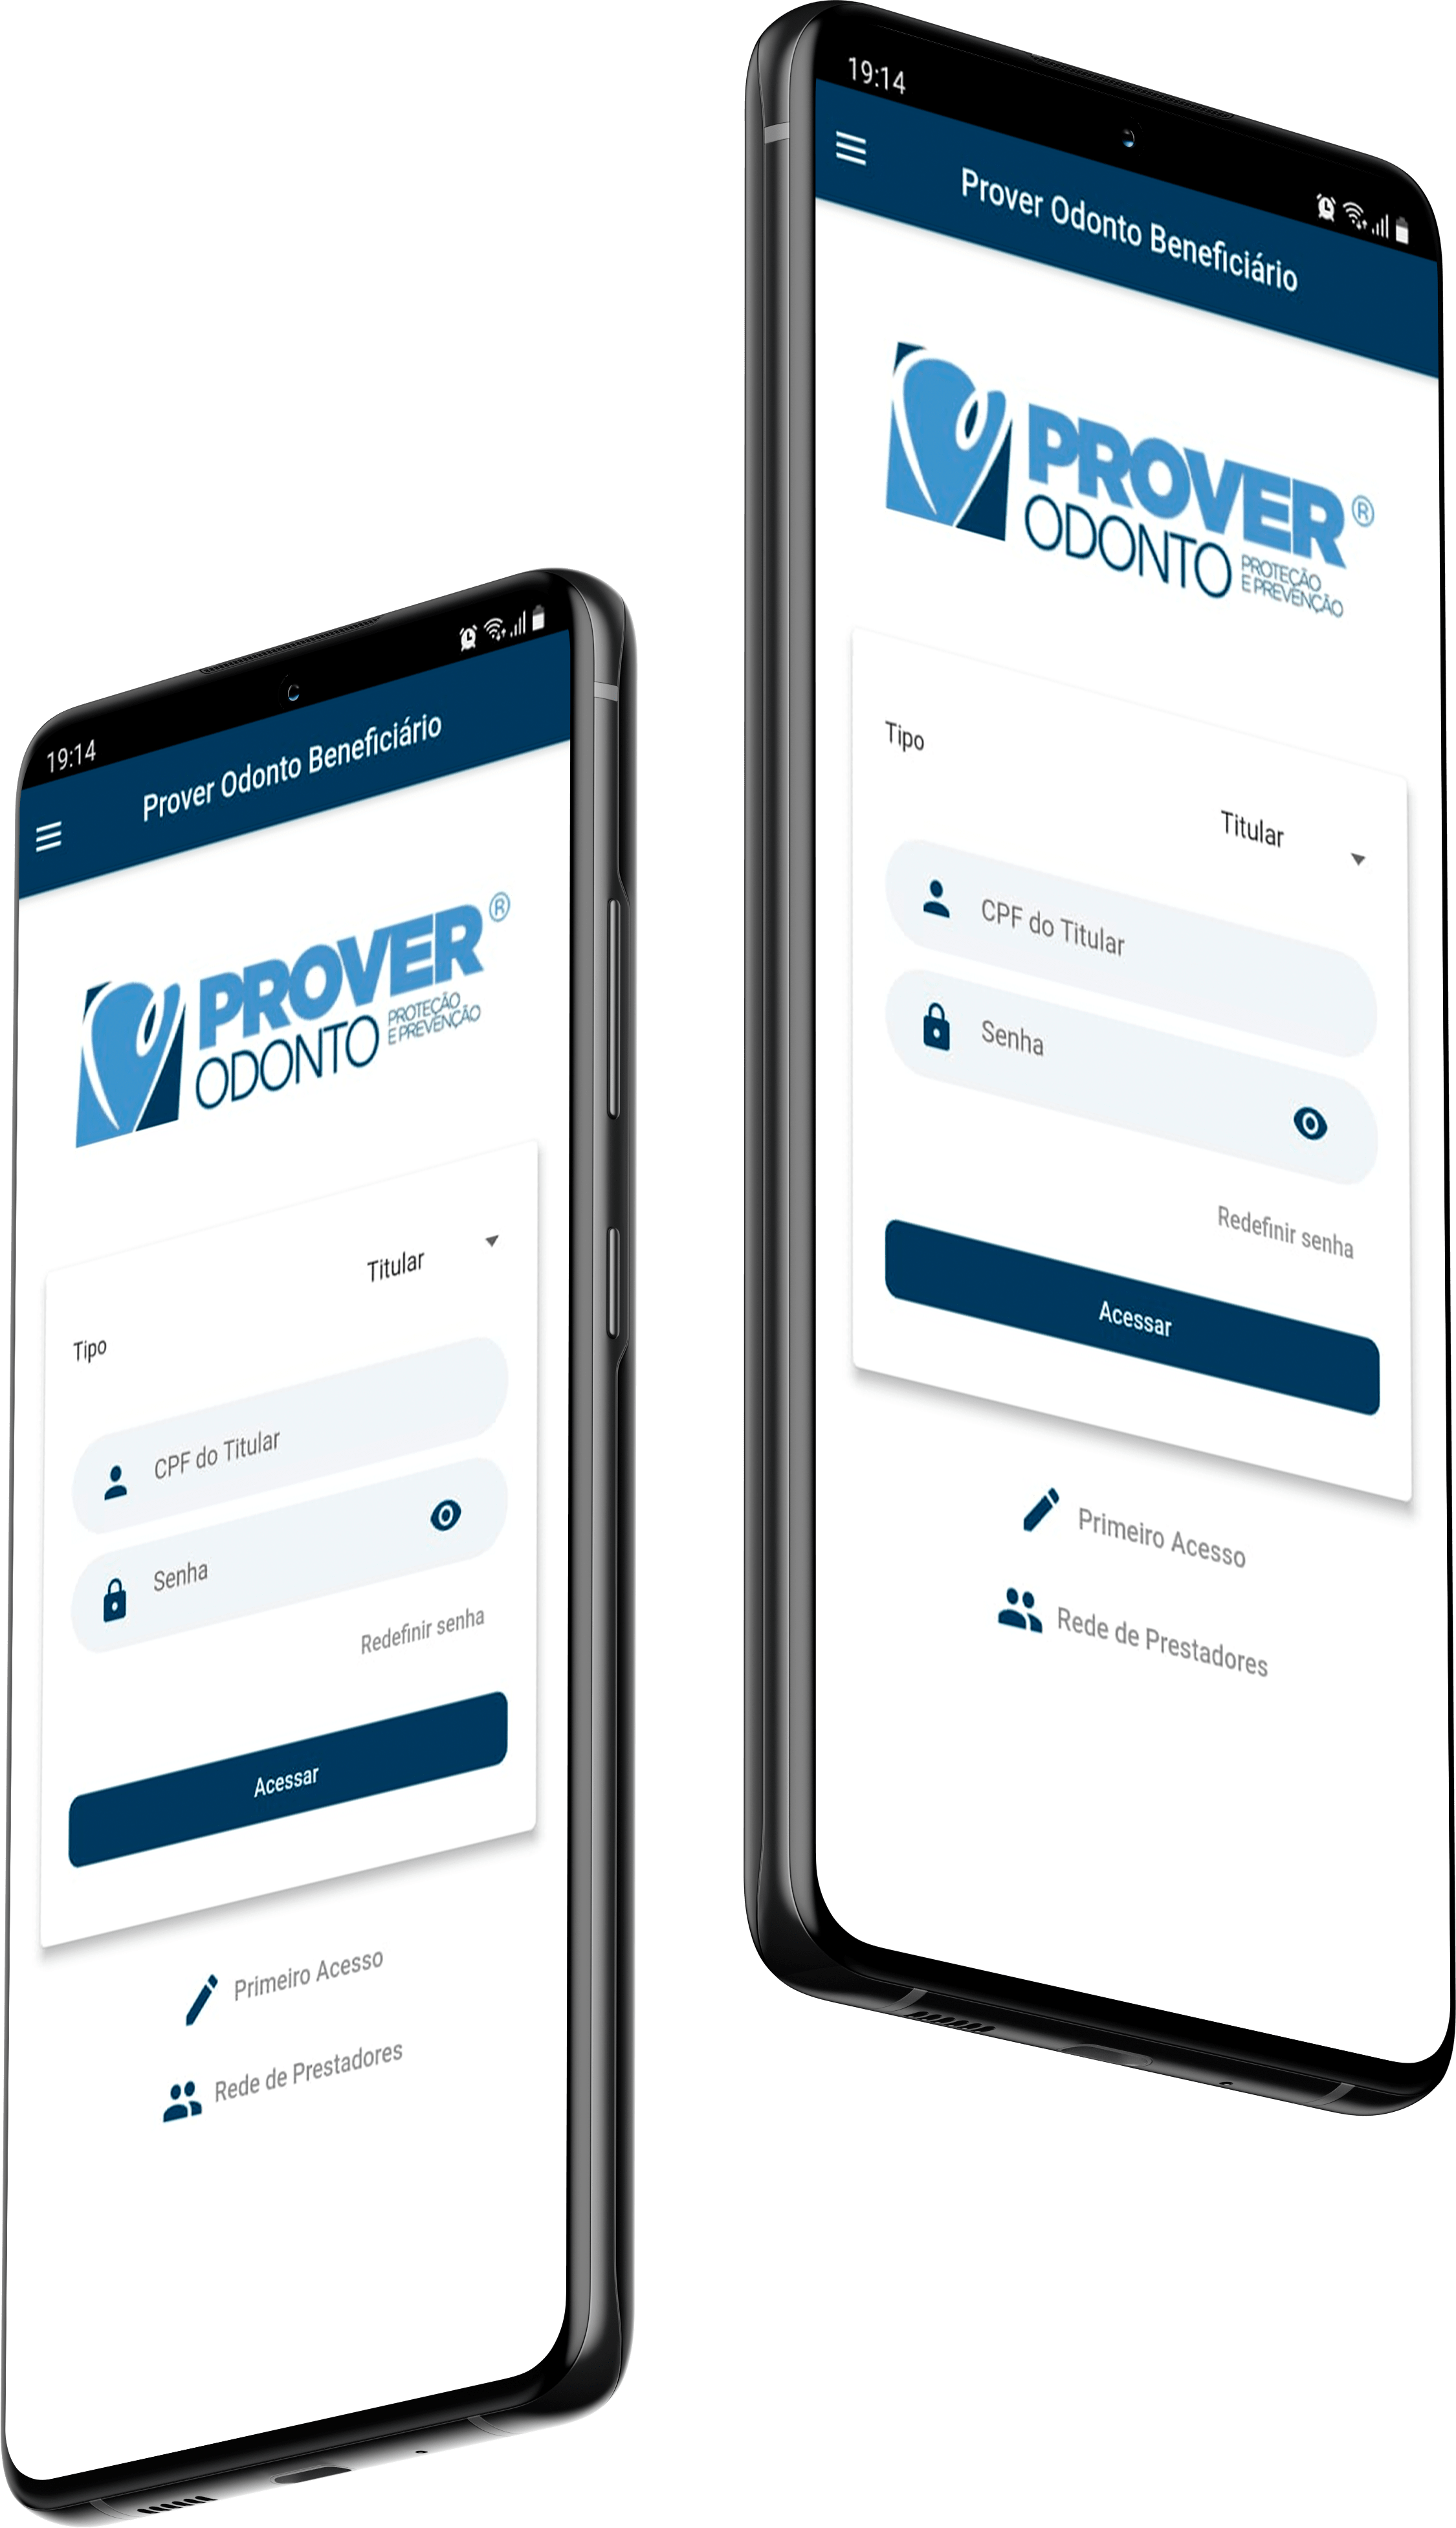 19:14
Prover Odonto Beneficiário
PROVER®
ODONTO
PROTEÇÃO
E PREVENÇÃO
Titular
Tipo
CPF do Titular
Senha
Redefinir senha
Acessar
Primeiro Acesso
Rede de Prestadores
19:14
Prover Odonto Beneficiário
PROVER®
ODONTO
PROTEÇÃO
E PREVENÇÃO
Tipo
Titular
CPF do Titular
Senha
Redefinir senha
Acessar
Primeiro Acesso
Rede de Prestadores